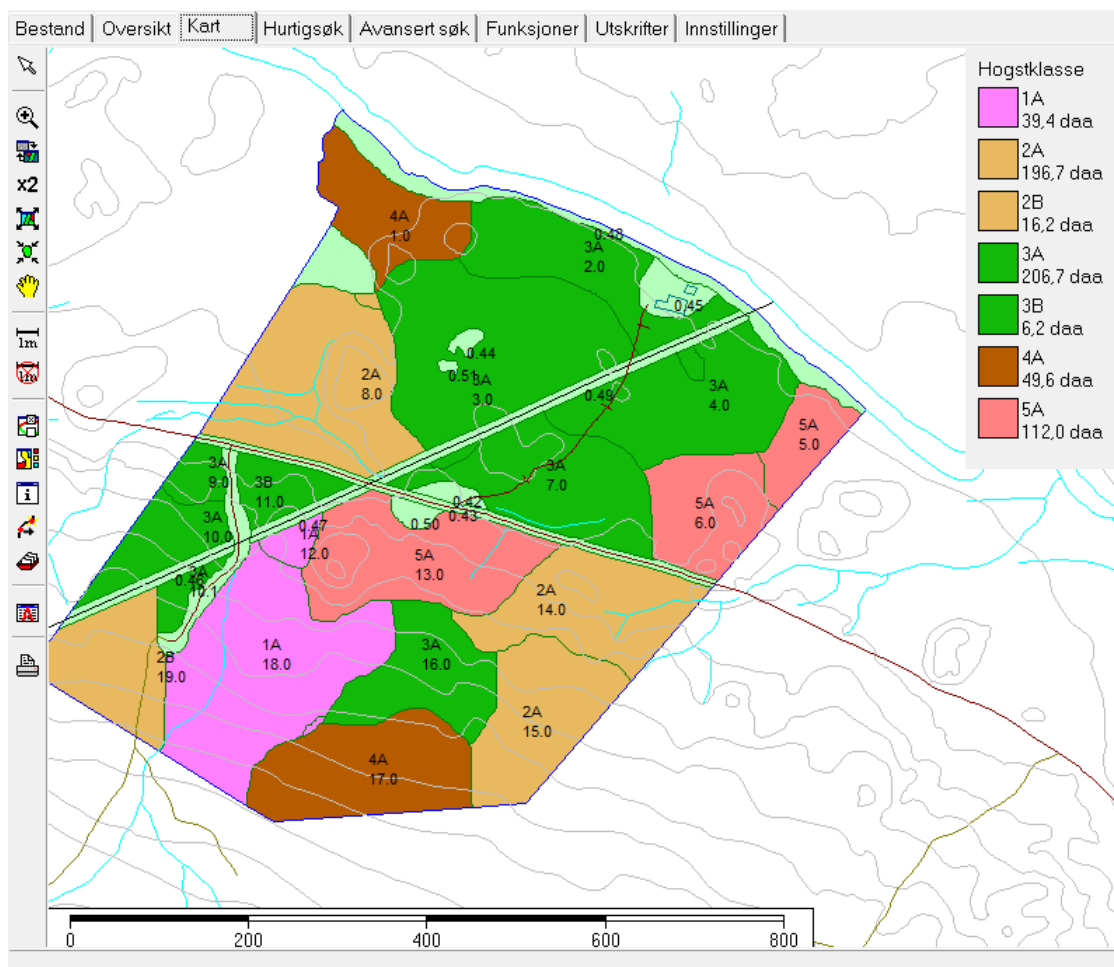 Bestand Oversikt Kart Hurtigsøk Avansert søk Funksjoner Utskrifter Innstillinger
Hogstklasse
1A
39,4 daa
2A
196,7 daa
2B
16,2 daa
3A
206,7 daa
3B
6,2 daa
4A
49,6 daa
5A
112,0 daa
x2
1m
1m
4A
1.0
0.48
3A
2.0
0.45
0.44
0.51
3A
3.0
2A
8.0
0.49
3A
4.0
5A
5.0
3A
7.0
5A
6.0
3A
9.0
3B
11.0
0.42
0.43
0.50
3A
10.0
0.47
1A
12.0
5A
13.0
0.46
3A
10.1
2A
14.0
1A
18.0
3A
16.0
2B
19.0
2A
15.0
4A
17.0
0 200 400 600 800